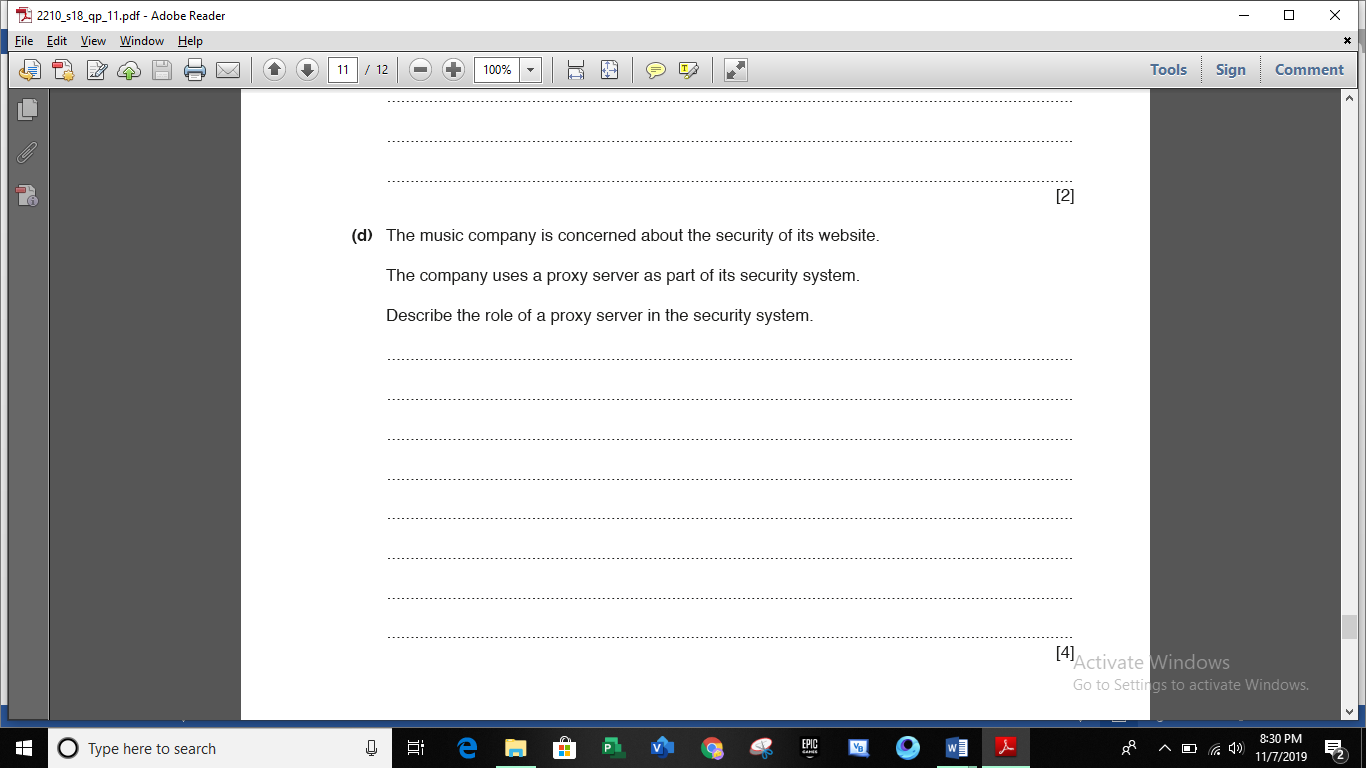 2210_s18_qp_11.pdf - Adobe Reader
File Edit View Window Help
11 / 12 100% Tools Sign Comment
[2]
(d) The music company is concerned about the security of its website.
The company uses a proxy server as part of its security system.
Describe the role of a proxy server in the security system.
[4]
Activate Windows
Go to Settings to activate Windows.
Type here to search
8:30 PM
11/7/2019
2